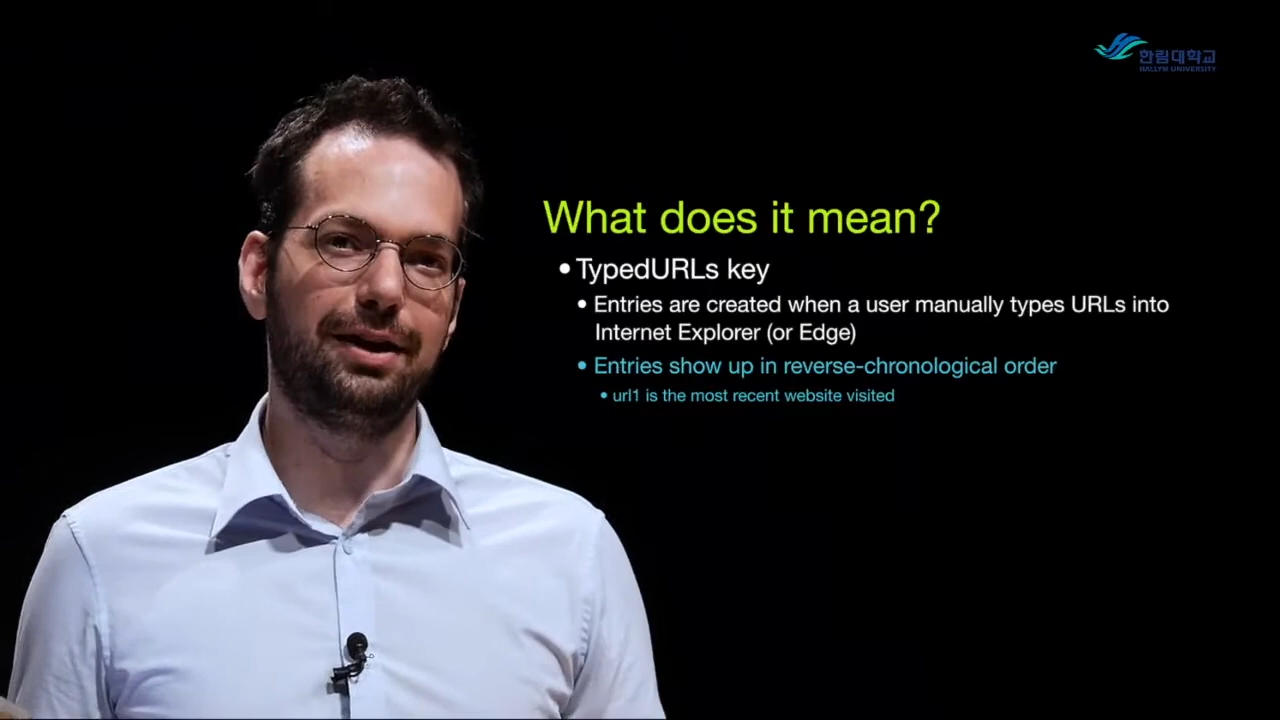 한림대학교
HALLYM UNIVERSITY
What does it mean?
• TypedURLs key
• Entries are created when a user manually types URLs into
Internet Explorer (or Edge)
• Entries show up in reverse-chronological order
• url1 is the most recent website visited